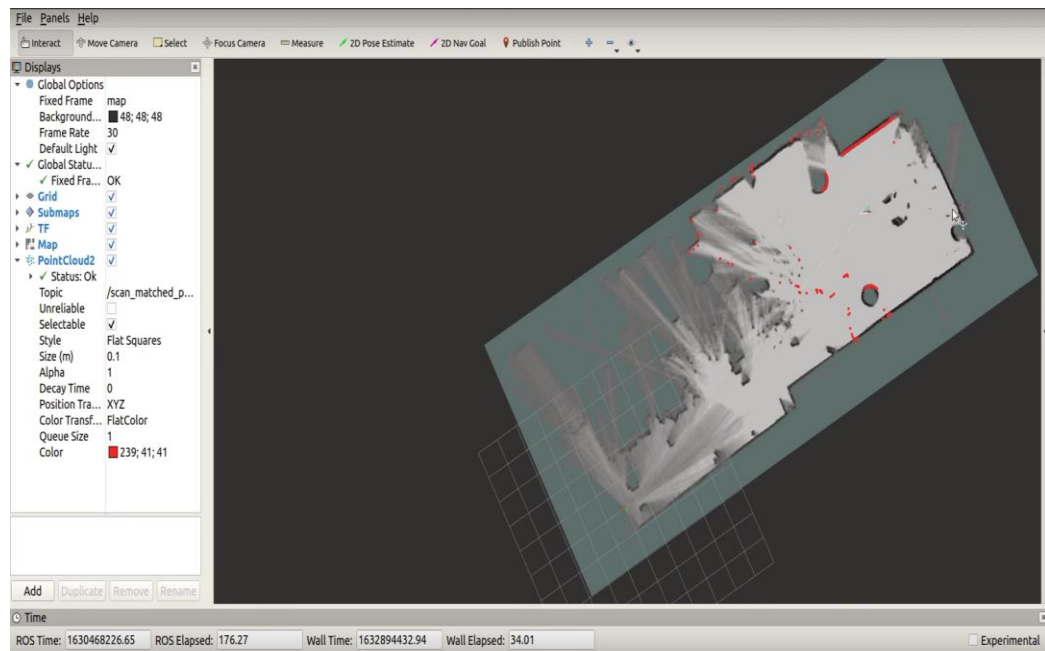 File Panels Help
Interact Move Camera Select Focus Camera Measure 2D Pose Estimate 2D Nav Goal Publish Point
Displays
Global Options
Fixed Frame map
Background... 48; 48; 48
Frame Rate 30
Default Light
Global Statu...
Fixed Fra... OK
Grid
Submaps
TF
Map
PointCloud2
Status: Ok
Topic /scan_matched_p...
Unreliable
Selectable
Style Flat Squares
Size (m) 0.1
Alpha 1
Decay Time 0
Position Tra... XYZ
Color Transf... FlatColor
Queue Size 1
Color 239; 41; 41
Add Duplicate Remove Rename
Time
ROS Time: 1630468226.65 ROS Elapsed: 176.27 Wall Time: 1632894432.94 Wall Elapsed: 34.01 Experimental